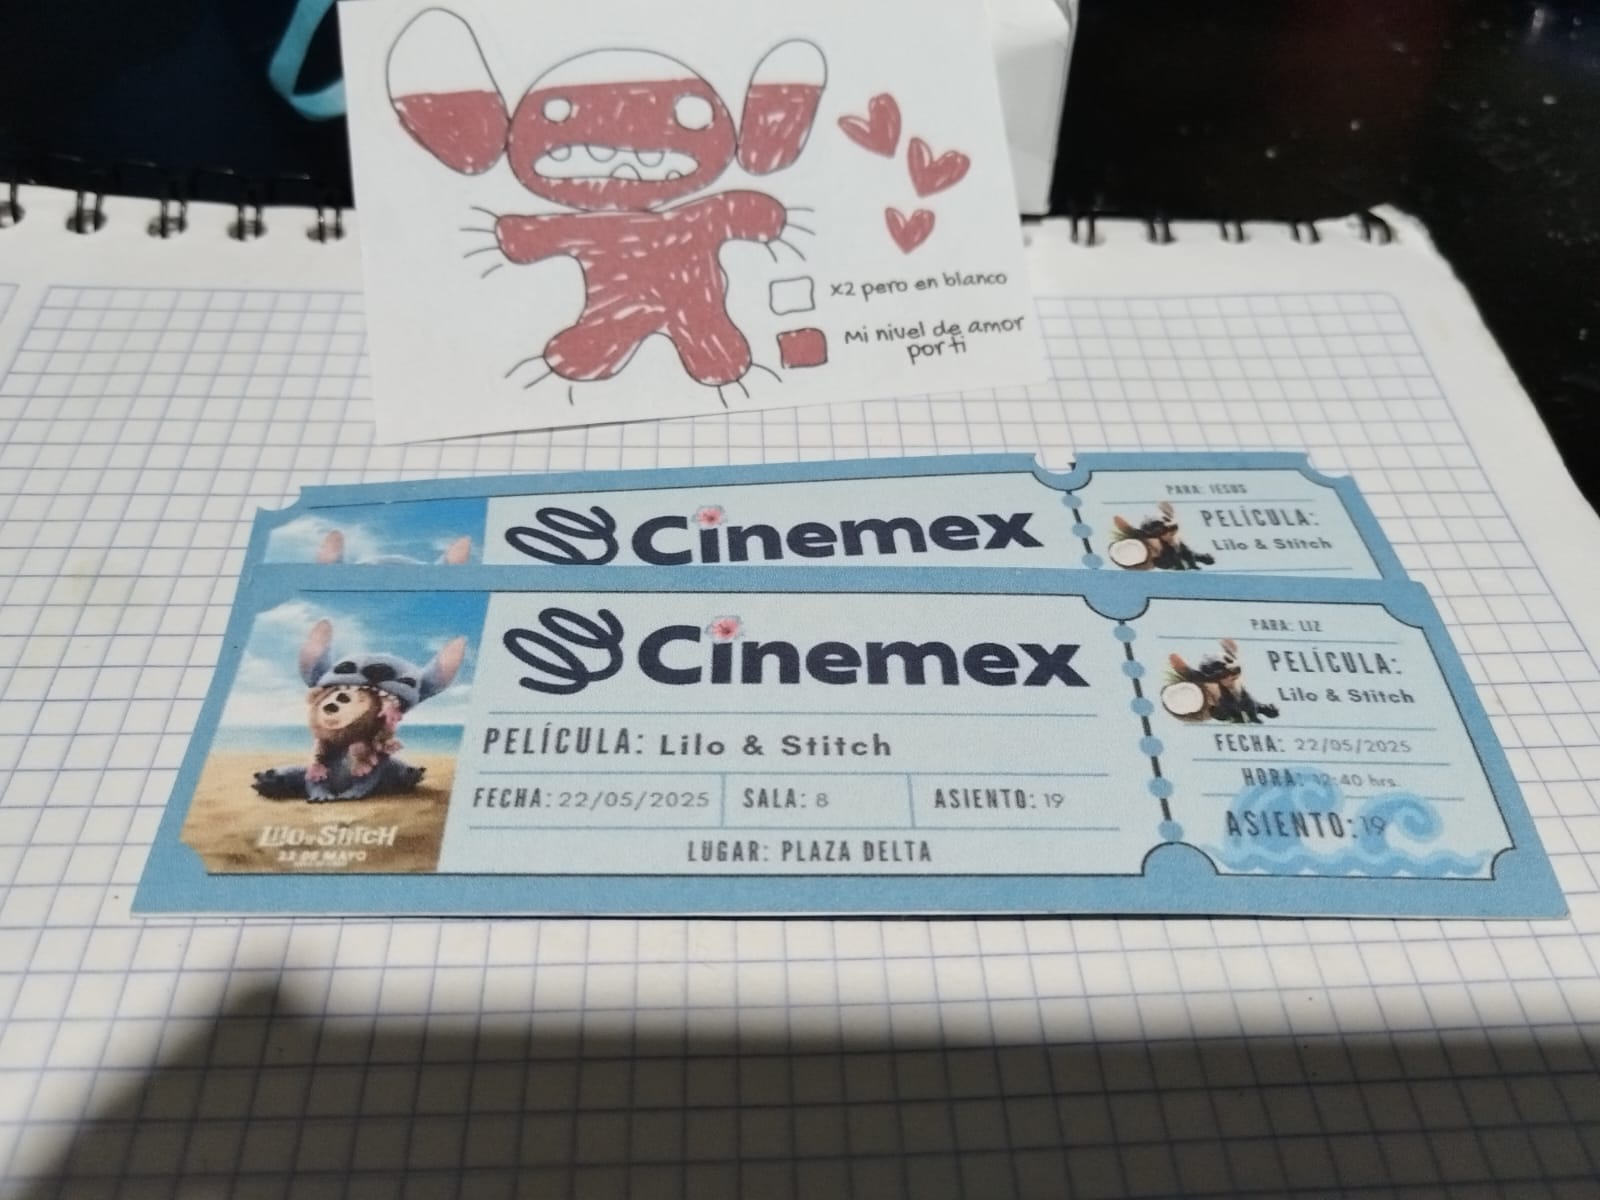 x2 pero en blanco
Mi nivel de amor
por ti
Cinemex
PARA: JESUS
PELÍCULA:
Lilo & Stitch
Cinemex
PELÍCULA: Lilo & Stitch
FECHA: 22/05/2025 SALA: 8 ASIENTO: 19
LUGAR: PLAZA DELTA
LILO & STITCH
22 DE MAYO
PARA: LIZ
PELÍCULA:
Lilo & Stitch
FECHA: 22/05/2025
HORA: 12:40 hrs.
ASIENTO: 19